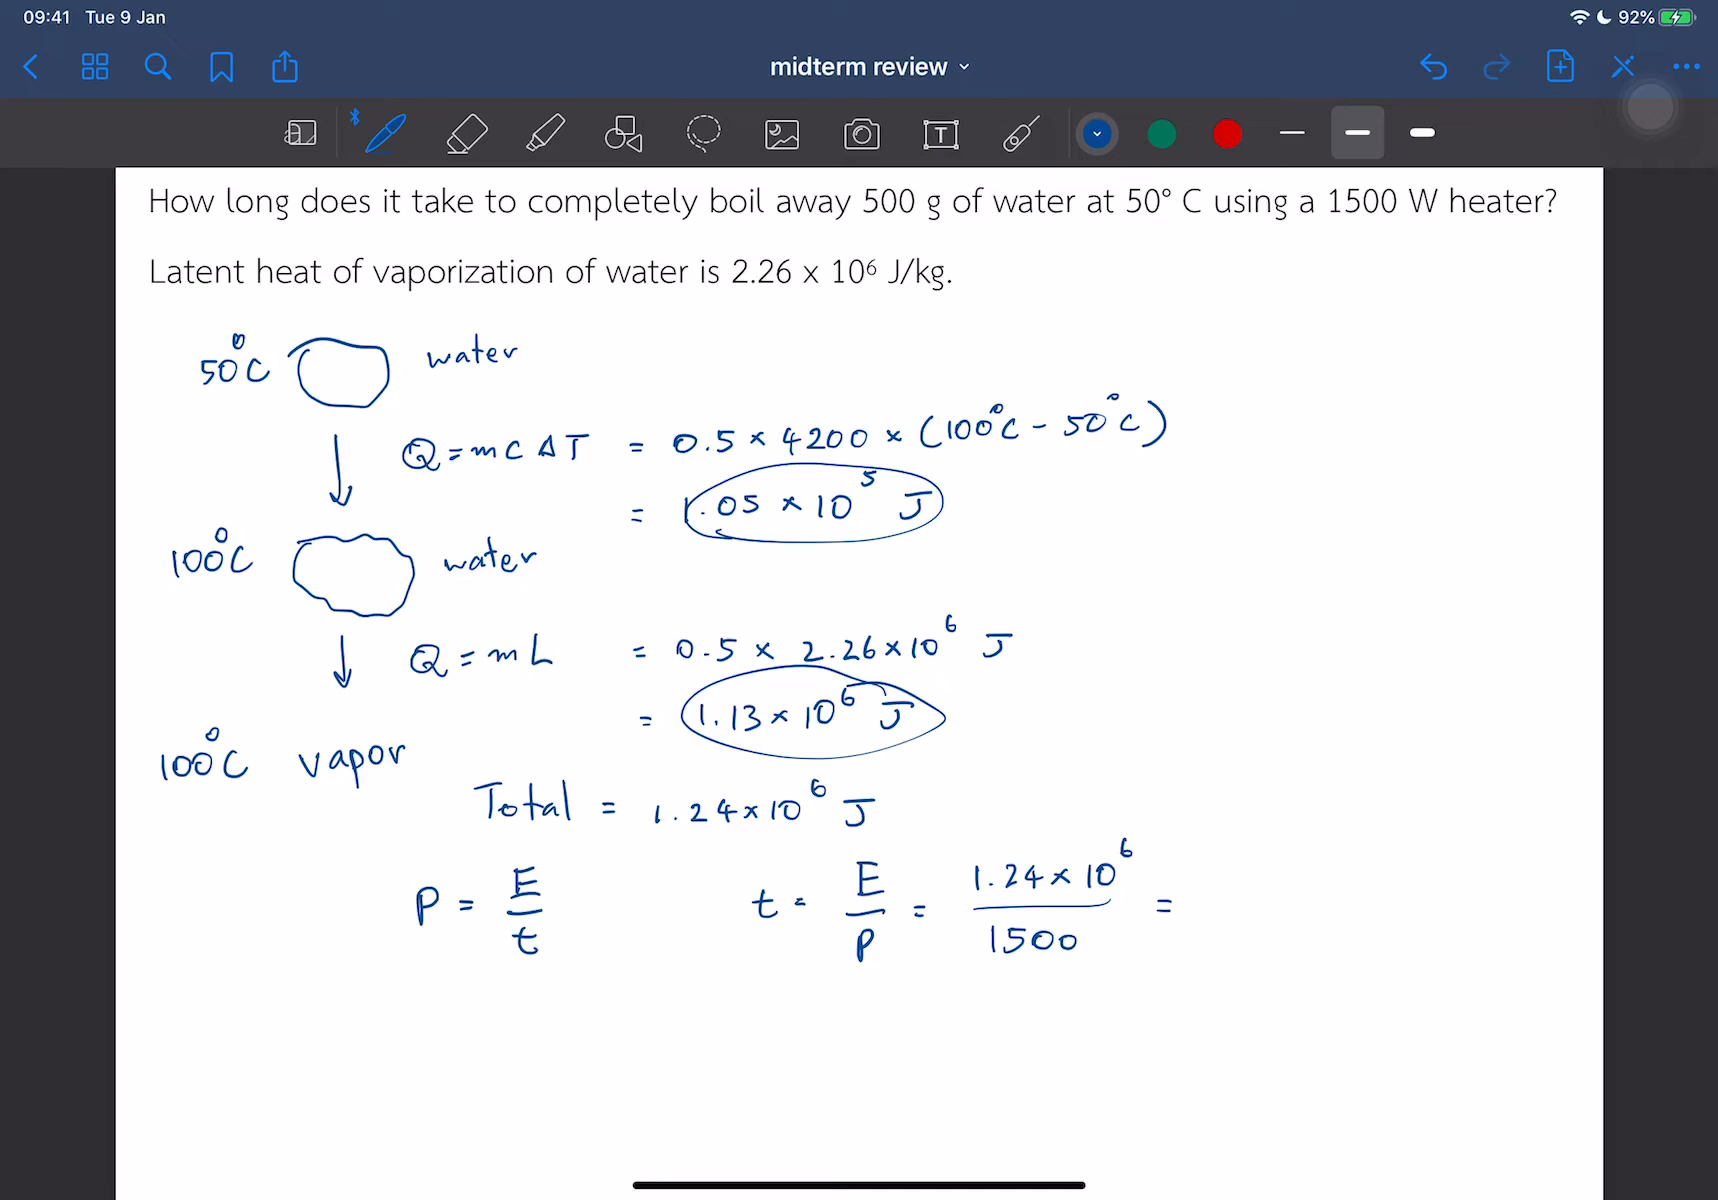 09:41 Tue 9 Jan 92%
midterm review
How long does it take to completely boil away 500 g of water at 50° C using a 1500 W heater?
Latent heat of vaporization of water is 2.26 x 10⁶ J/kg.
50°C water
Q = mCΔT = 0.5 × 4200 × (100°C - 50°C)
= 1.05 × 10⁵ J
100°C water
Q = mL = 0.5 × 2.26 × 10⁶ J
= 1.13 × 10⁶ J
100°C vapor
Total = 1.24 × 10⁶ J
P = E/t t = E/P = 1.24 × 10⁶/1500 =